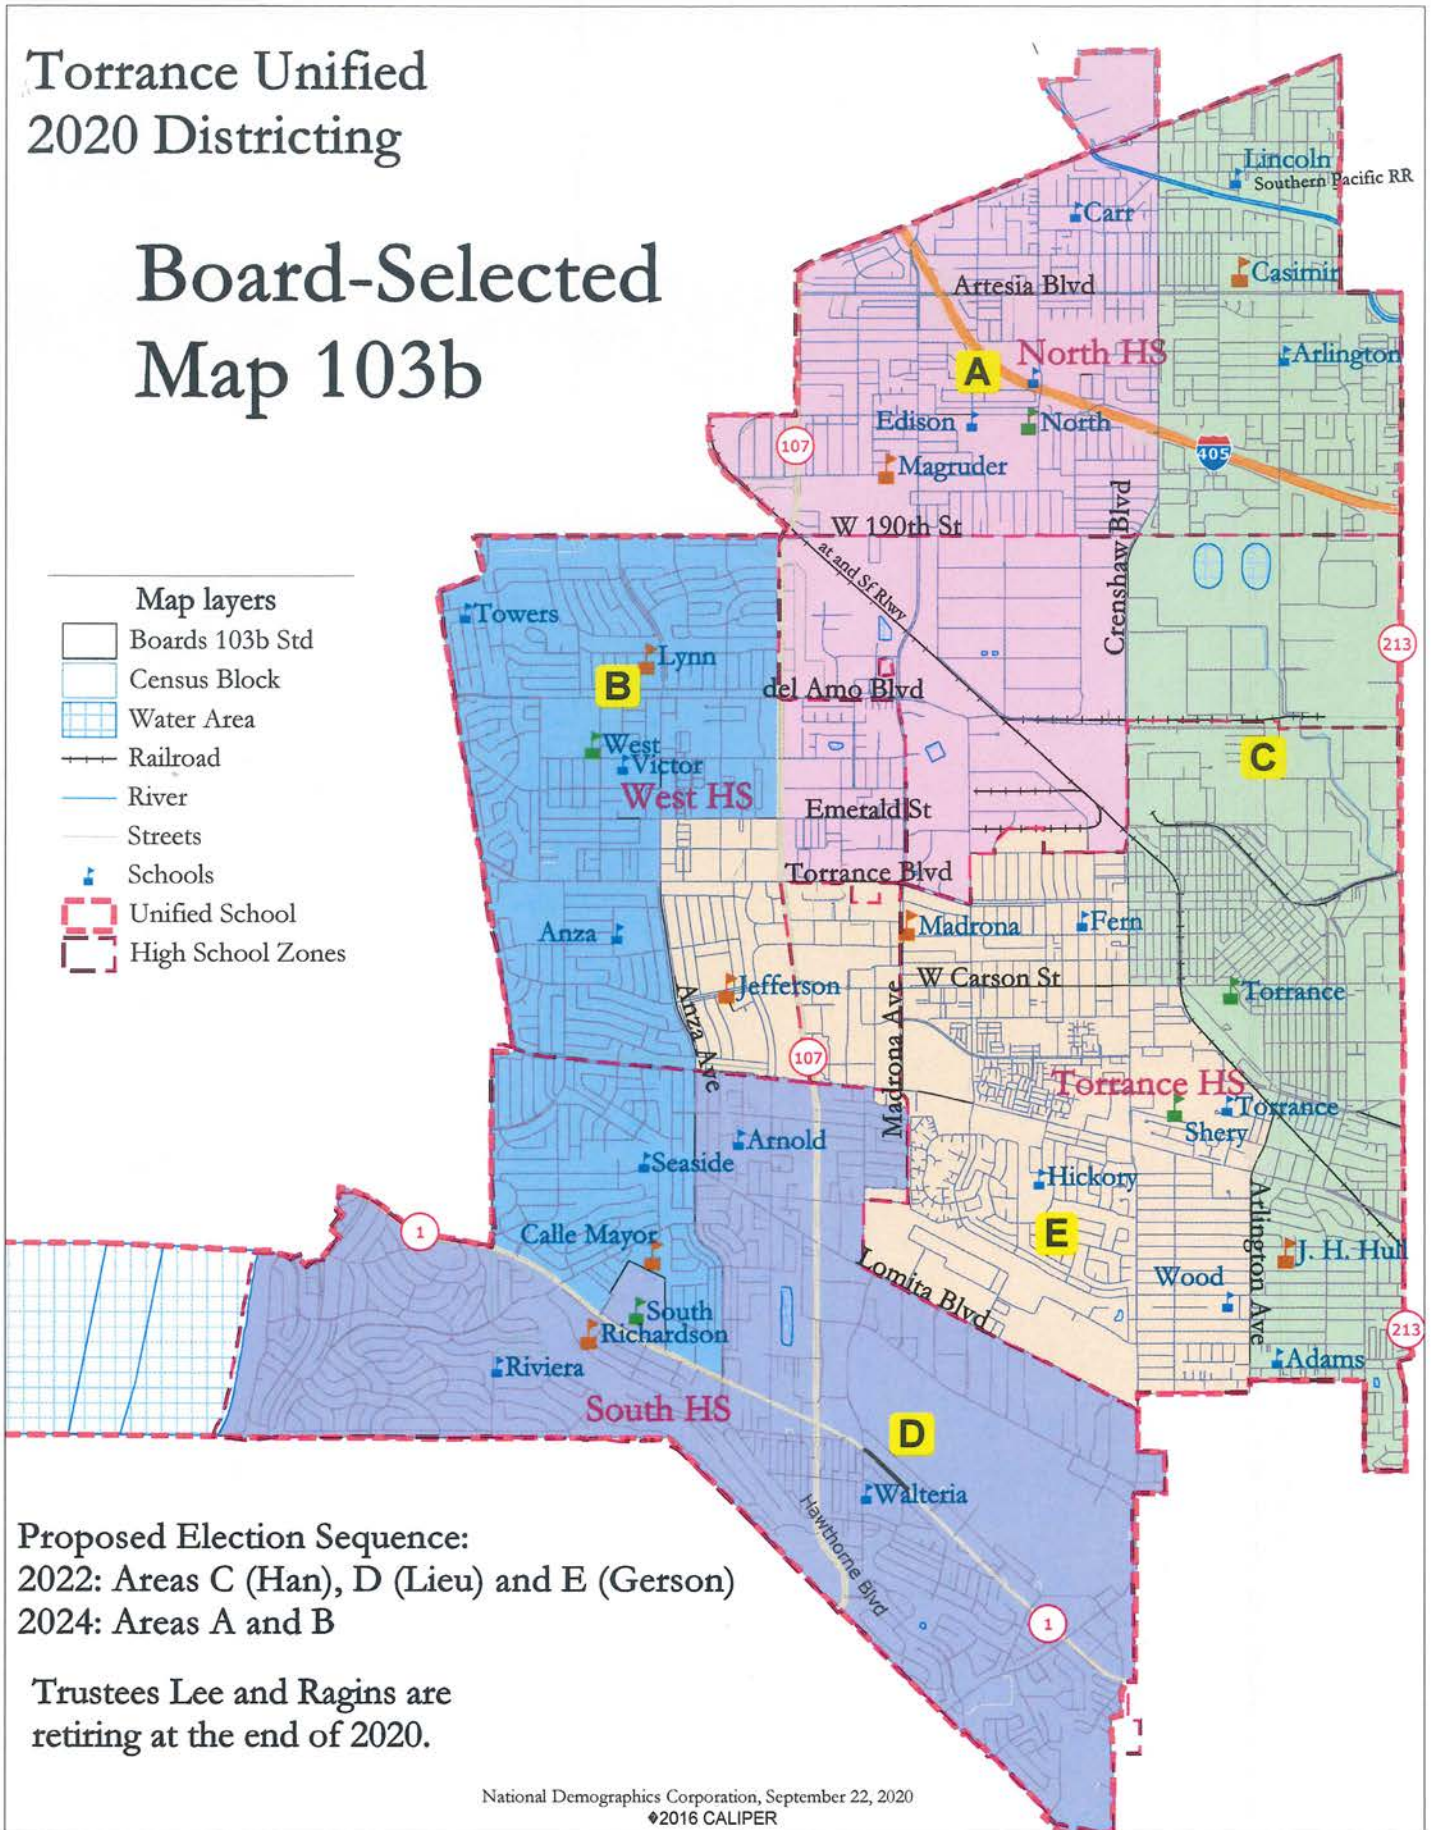 Torrance Unified
2020 Districting
Board-Selected
Map 103b
Map layers
Boards 103b Std
Census Block
Water Area
Railroad
River
Streets
Schools
Unified School
High School Zones
Lincoln
Southern Pacific RR
Carr
Casimir
Artesia Blvd
North HS
Arlington
A
Edison
North
107
405
Magruder
Crenshaw Blvd
W 190th St
at and Sf Rlwy
Towers
213
Lynn
B
del Amo Blvd
West
Victor
C
West HS
Emerald St
Torrance Blvd
Anza
Madrona
Fern
W Carson St
Jefferson
Torrance
Anza Ave
Madrona Ave
107
Torrance HS
Torrance
Shery
Arnold
Seaside
Hickory
Arlington Ave
1
Calle Mayor
E
J. H. Hull
Lomita Blvd
Wood
South
Richardson
213
Riviera
Adams
South HS
D
Walteria
Hawthorne Blvd
1
Proposed Election Sequence:
2022: Areas C (Han), D (Lieu) and E (Gerson)
2024: Areas A and B
Trustees Lee and Ragins are
retiring at the end of 2020.
National Demographics Corporation, September 22, 2020
�2016 CALIPER